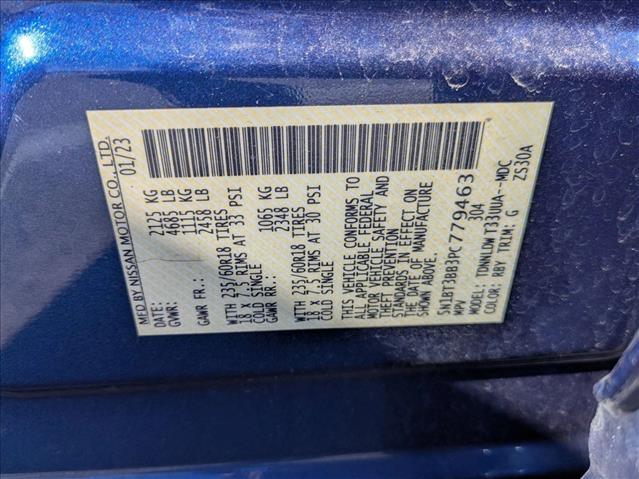 MFD BY NISSAN MOTOR CO., LTD.
DATE: 01/23
GVWR: 2125 KG
4685 LB
GAWR FR.: 1115 KG
2458 LB
WITH 235/60R18 TIRES
18 X 7.5 RIMS AT 33 PSI
COLD SINGLE
GAWR RR.: 1065 KG
2348 LB
WITH 235/60R18 TIRES
18 X 7.5 RIMS AT 30 PSI
COLD SINGLE
THIS VEHICLE CONFORMS TO
ALL APPLICABLE FEDERAL
MOTOR VEHICLE SAFETY AND
THEFT PREVENTION
STANDARDS IN EFFECT ON
THE DATE OF MANUFACTURE
SHOWN ABOVE.
5N1BT3BB3PC779463
MPV 304
MODEL: TDNNLDWT33UUA--MDC
COLOR: RBY TRIM: G ZS30A